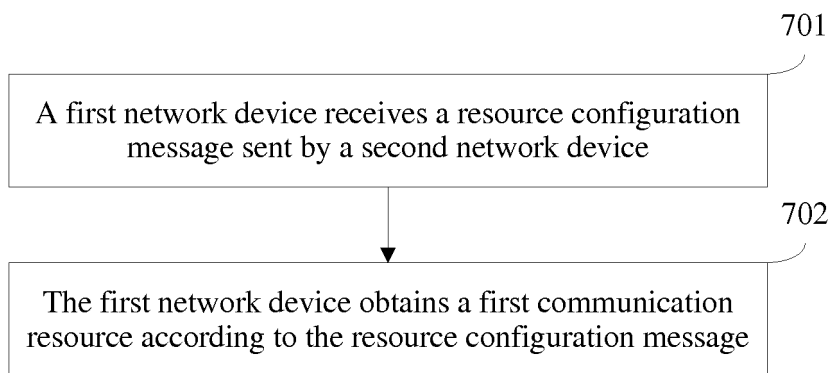 701
A first network device receives a resource configuration
message sent by a second network device
702
The first network device obtains a first communication
resource according to the resource configuration message